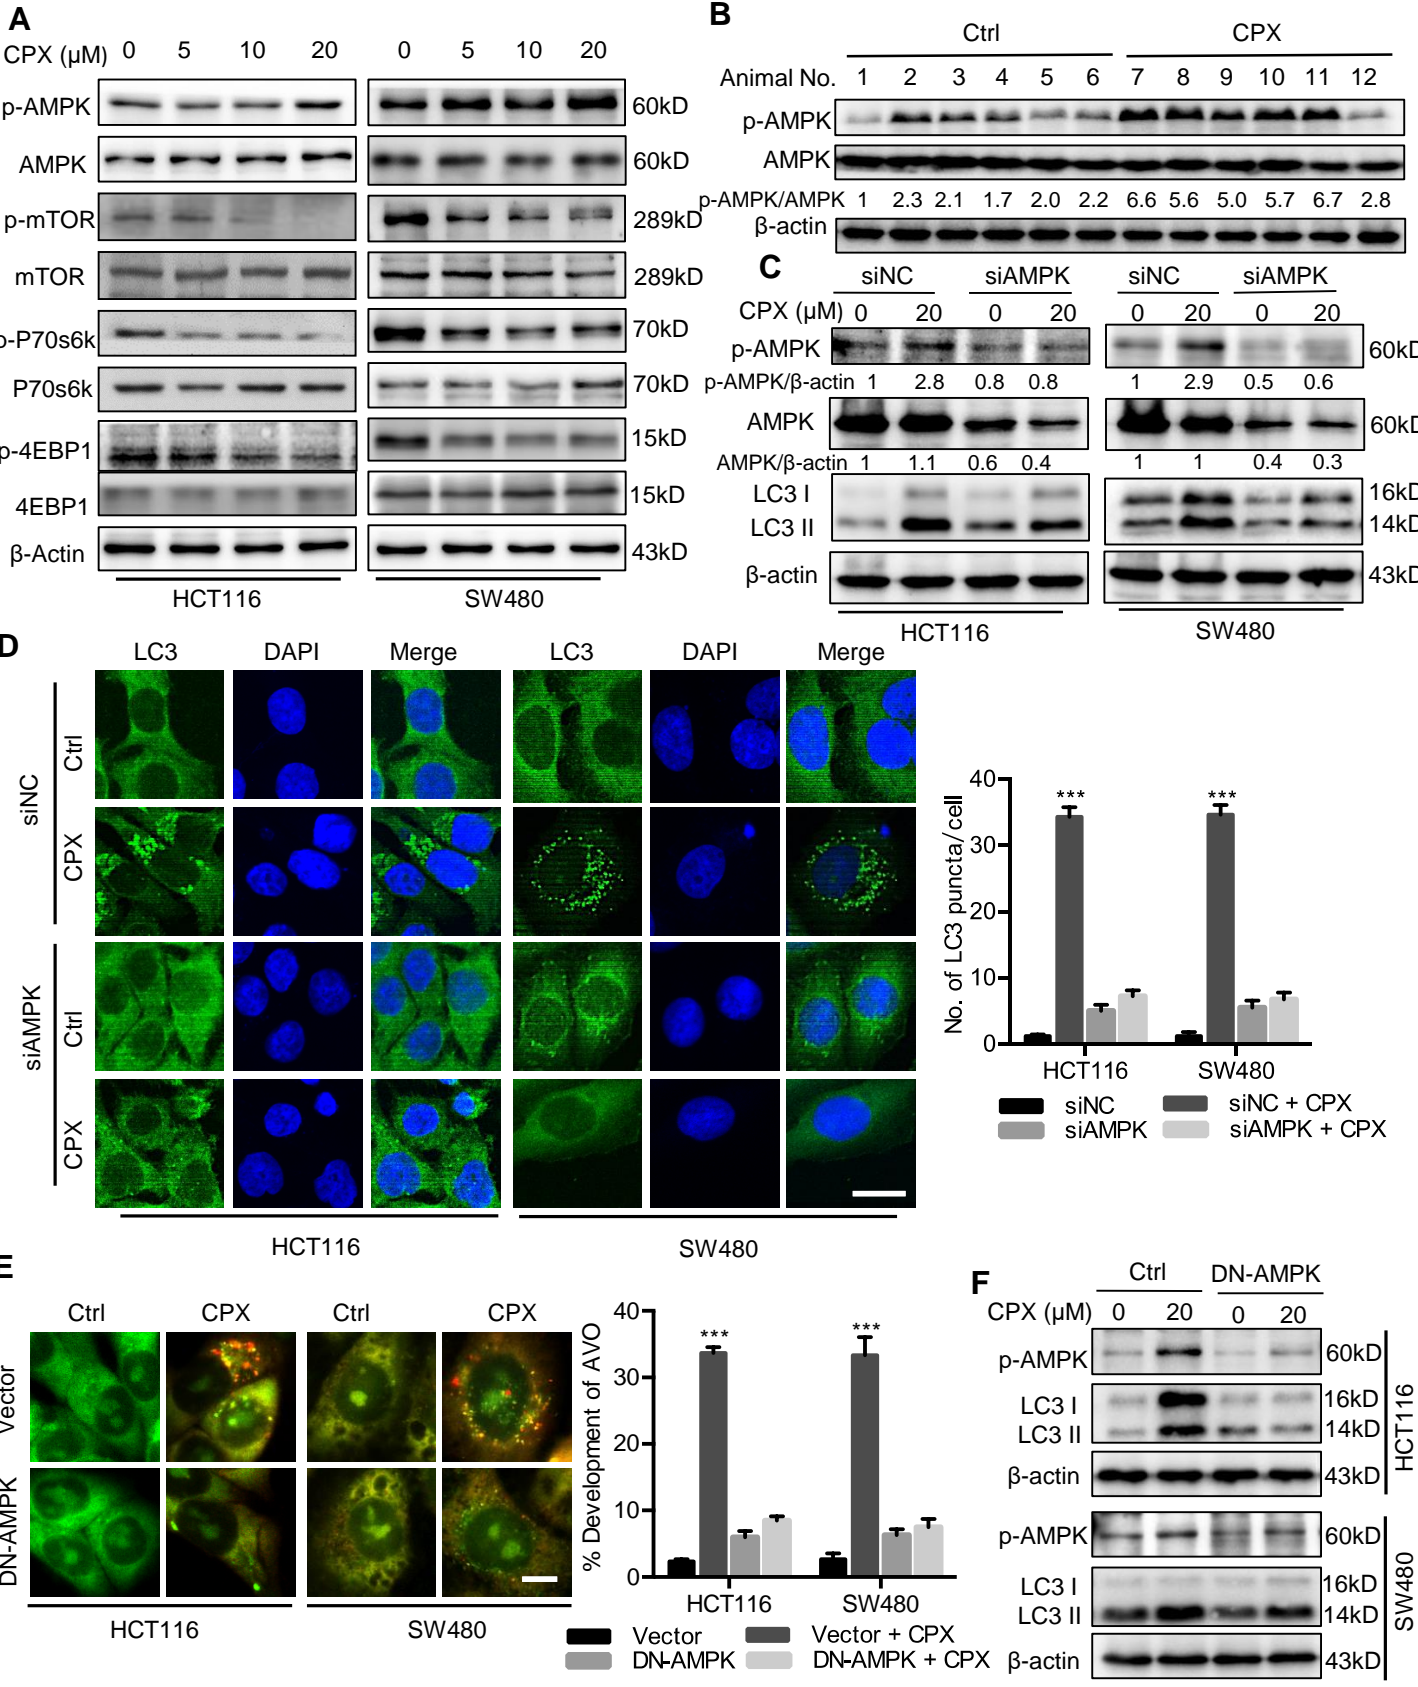 A
CPX (µM) 0 5 10 20 0 5 10 20
p-AMPK 60kD
AMPK 60kD
p-mTOR 289kD
mTOR 289kD
p-P70s6k 70kD
P70s6k 70kD
p-4EBP1 15kD
4EBP1 15kD
β-Actin 43kD
HCT116 SW480
B
Ctrl CPX
Animal No. 1 2 3 4 5 6 7 8 9 10 11 12
p-AMPK
AMPK
p-AMPK/AMPK 1 2.3 2.1 1.7 2.0 2.2 6.6 5.6 5.0 5.7 6.7 2.8
β-actin
C
siNC siAMPK siNC siAMPK
CPX (µM) 0 20 0 20 0 20 0 20
p-AMPK 60kD
p-AMPK/β-actin 1 2.8 0.8 0.8 1 2.9 0.5 0.6
AMPK 60kD
AMPK/β-actin 1 1.1 0.6 0.4 1 1 0.4 0.3
LC3 I 16kD
LC3 II 14kD
β-actin 43kD
HCT116 SW480
D
LC3 DAPI Merge LC3 DAPI Merge
siNC
Ctrl
CPX
siAMPK
Ctrl
CPX
HCT116 SW480
No. of LC3 puncta/cell
40
30
20
10
0
*** ***
HCT116 SW480
siNC siNC + CPX
siAMPK siAMPK + CPX
E
Ctrl CPX Ctrl CPX
Vector
DN-AMPK
HCT116 SW480
% Development of AVO
40
30
20
10
0
*** ***
HCT116 SW480
Vector Vector + CPX
DN-AMPK DN-AMPK + CPX
F
Ctrl DN-AMPK
CPX (µM) 0 20 0 20
p-AMPK 60kD
LC3 I 16kD
LC3 II 14kD
β-actin 43kD
HCT116
p-AMPK 60kD
LC3 I 16kD
LC3 II 14kD
β-actin 43kD
SW480